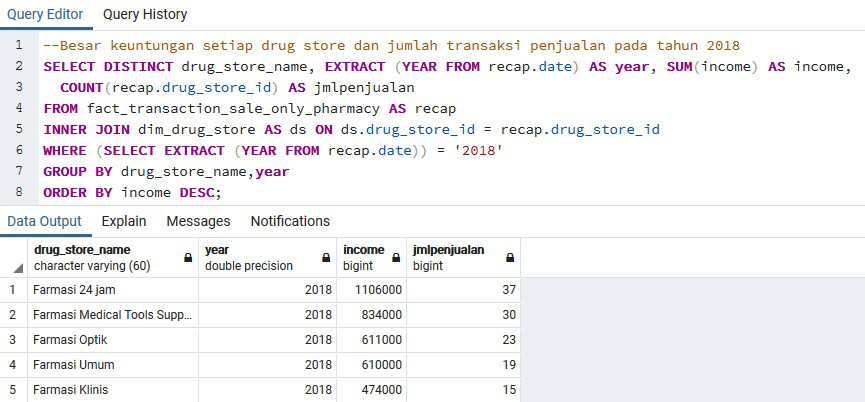 Query Editor Query History
1 --Besar keuntungan setiap drug store dan jumlah transaksi penjualan pada tahun 2018
2 SELECT DISTINCT drug_store_name, EXTRACT (YEAR FROM recap.date) AS year, SUM(income) AS income,
3 COUNT(recap.drug_store_id) AS jmlpenjualan
4 FROM fact_transaction_sale_only_pharmacy AS recap
5 INNER JOIN dim_drug_store AS ds ON ds.drug_store_id = recap.drug_store_id
6 WHERE (SELECT EXTRACT (YEAR FROM recap.date)) = '2018'
7 GROUP BY drug_store_name,year
8 ORDER BY income DESC;
Data Output Explain Messages Notifications
drug_store_name year income jmlpenjualan
character varying (60) double precision bigint bigint
1 Farmasi 24 jam 2018 1106000 37
2 Farmasi Medical Tools Supp... 2018 834000 30
3 Farmasi Optik 2018 611000 23
4 Farmasi Umum 2018 610000 19
5 Farmasi Klinis 2018 474000 15